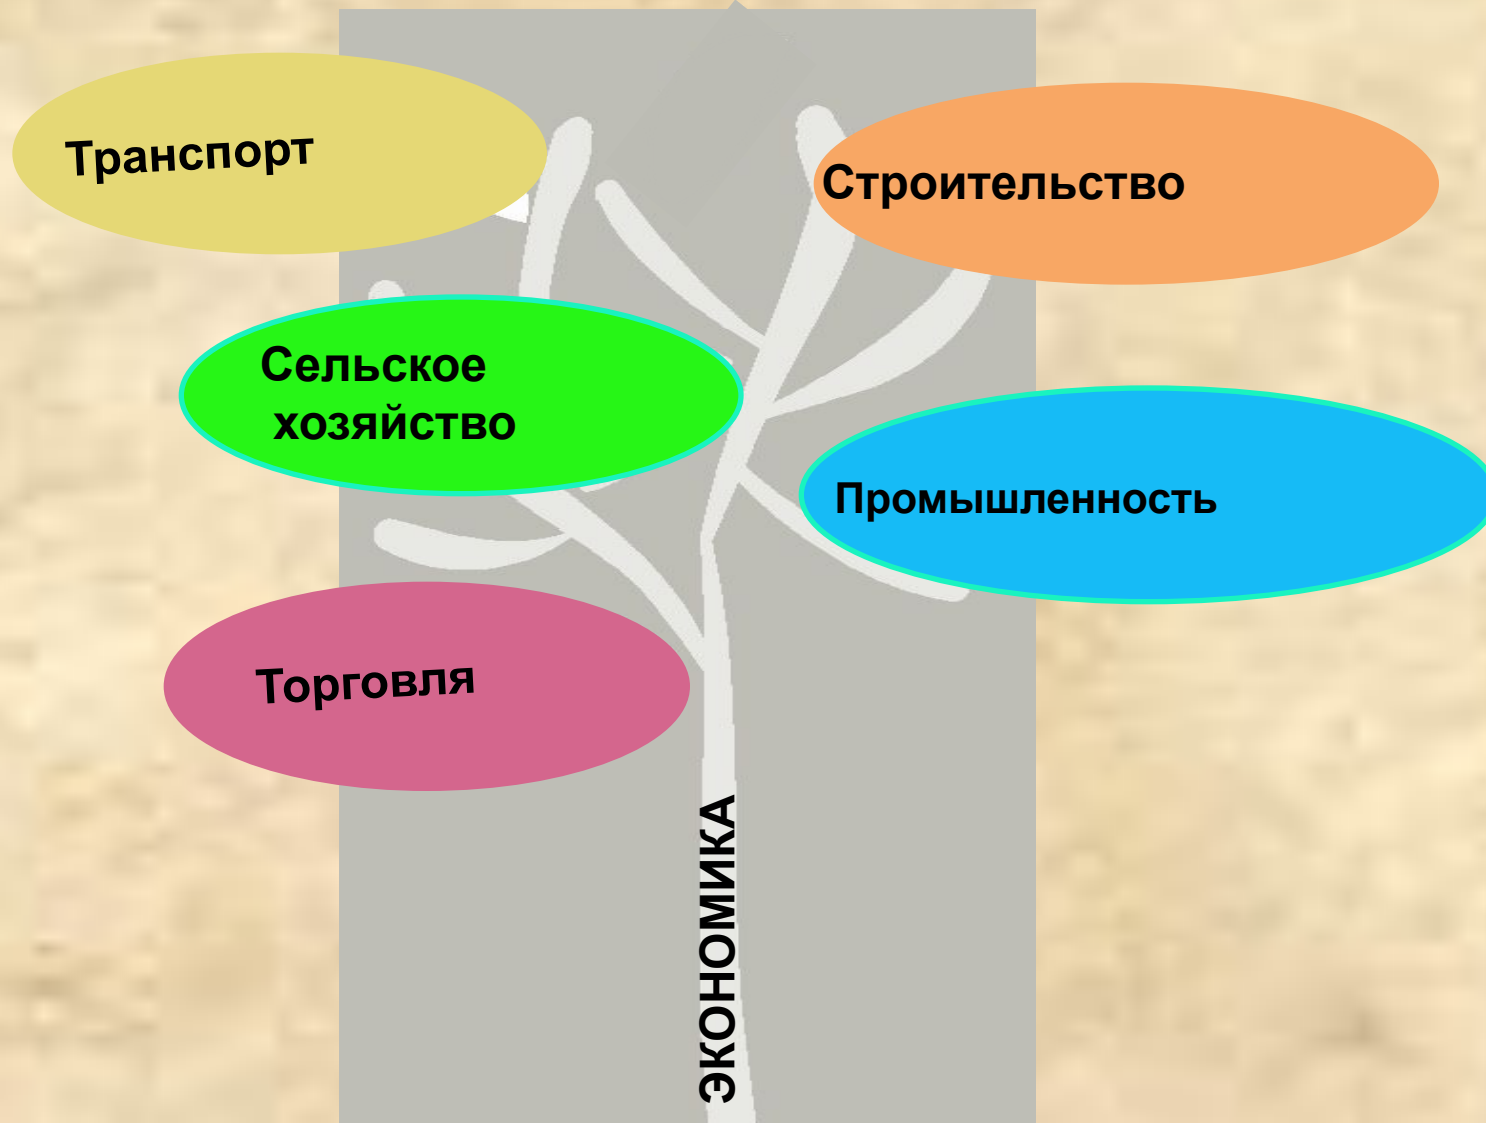 Транспорт
Строительство
Сельское
хозяйство
Промышленность
Торговля
ЭКОНОМИКА